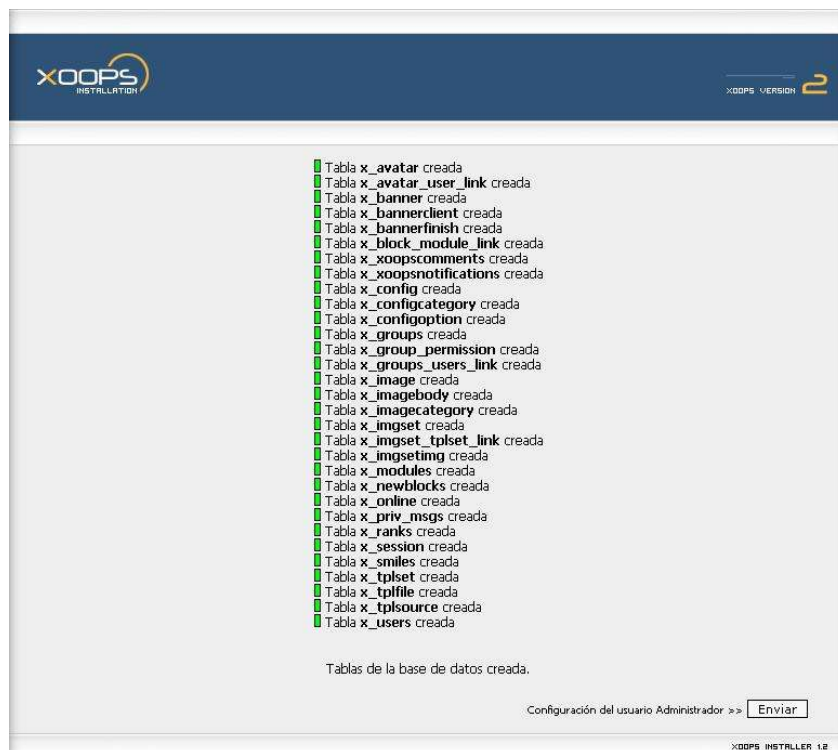 XOOPS
INSTALLATION
XOOPS VERSION 2
Tabla x_avatar creada
Tabla x_avatar_user_link creada
Tabla x_banner creada
Tabla x_bannerclient creada
Tabla x_bannerfinish creada
Tabla x_block_module_link creada
Tabla x_xoopscomments creada
Tabla x_xoopsnotifications creada
Tabla x_config creada
Tabla x_configcategory creada
Tabla x_configoption creada
Tabla x_groups creada
Tabla x_group_permission creada
Tabla x_groups_users_link creada
Tabla x_image creada
Tabla x_imagebody creada
Tabla x_imagecategory creada
Tabla x_imgset creada
Tabla x_imgset_tplset_link creada
Tabla x_imgsetimg creada
Tabla x_modules creada
Tabla x_newblocks creada
Tabla x_online creada
Tabla x_priv_msgs creada
Tabla x_ranks creada
Tabla x_session creada
Tabla x_smiles creada
Tabla x_tplset creada
Tabla x_tplfile creada
Tabla x_tplsource creada
Tabla x_users creada
Tablas de la base de datos creada.
Configuración del usuario Administrador >> Enviar
XOOPS INSTALLER 1.2